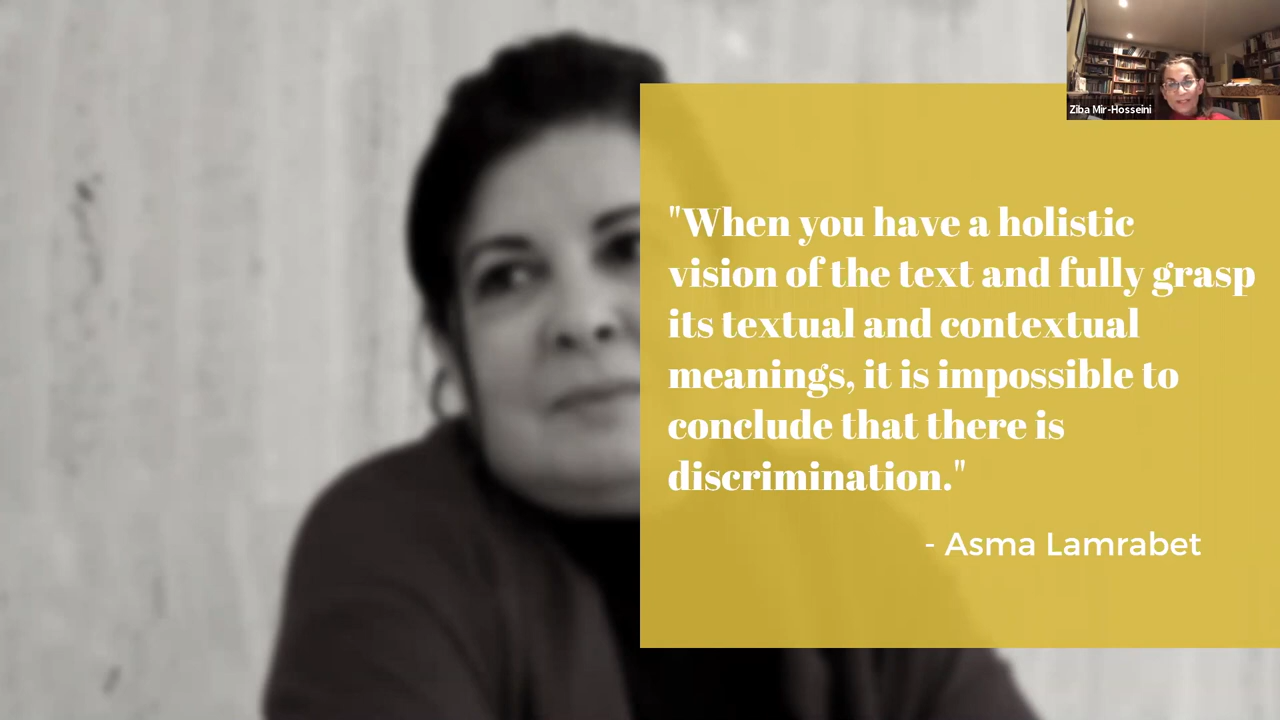 Ziba Mir-Hosseini
"When you have a holistic
vision of the text and fully grasp
its textual and contextual
meanings, it is impossible to
conclude that there is
discrimination."
- Asma Lamrabet